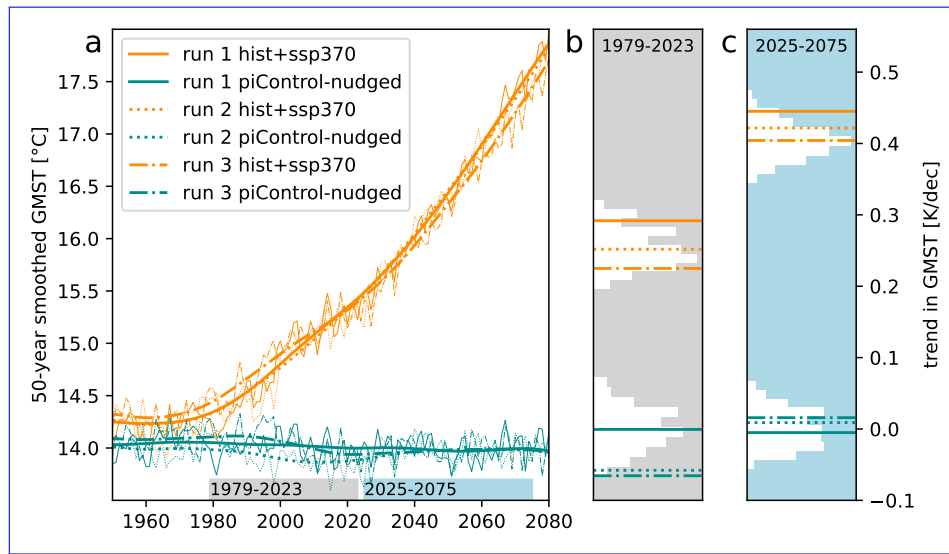 a
b
c
run 1 hist+ssp370
run 1 piControl-nudged
run 2 hist+ssp370
run 2 piControl-nudged
run 3 hist+ssp370
run 3 piControl-nudged
50-year smoothed GMST [°C]
17.5
17.0
16.5
16.0
15.5
15.0
14.5
14.0
1979-2023
2025-2075
1960
1980
2000
2020
2040
2060
2080
1979-2023
2025-2075
0.5
0.4
0.3
0.2
0.1
0.0
−0.1
trend in GMST [K/dec]